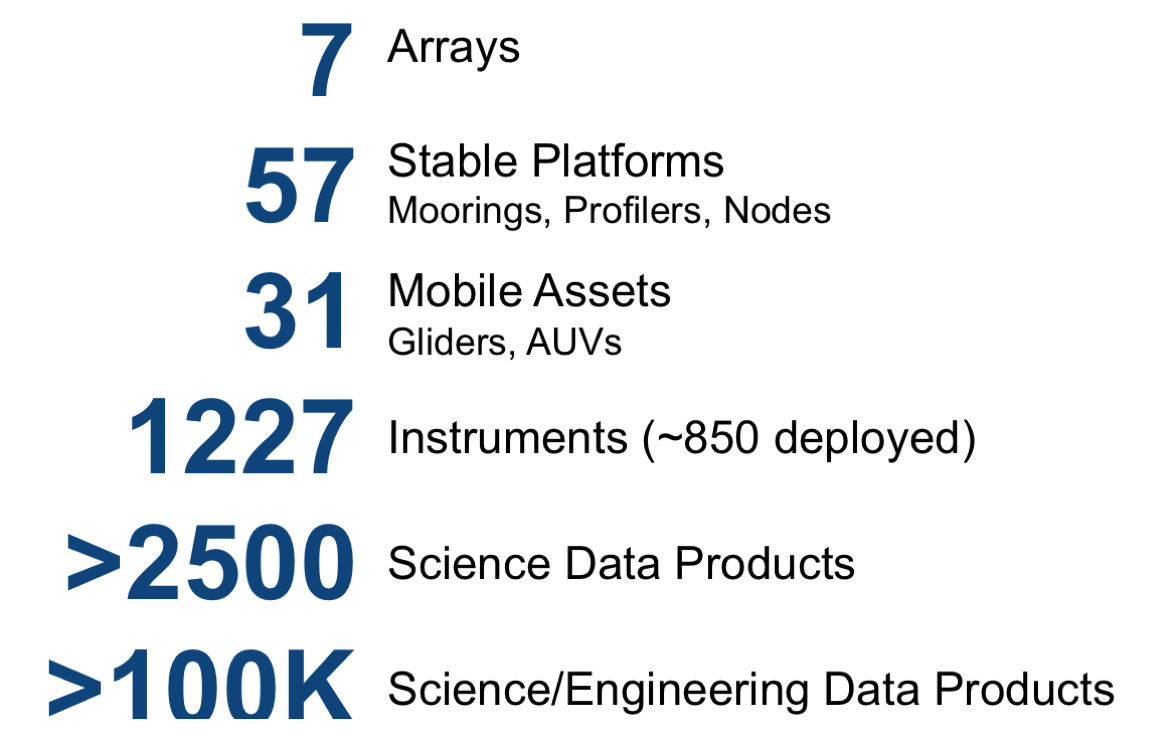 7 Arrays
57 Stable Platforms
Moorings, Profilers, Nodes
31 Mobile Assets
Gliders, AUVs
1227 Instruments (~850 deployed)
>2500 Science Data Products
>100K Science/Engineering Data Products